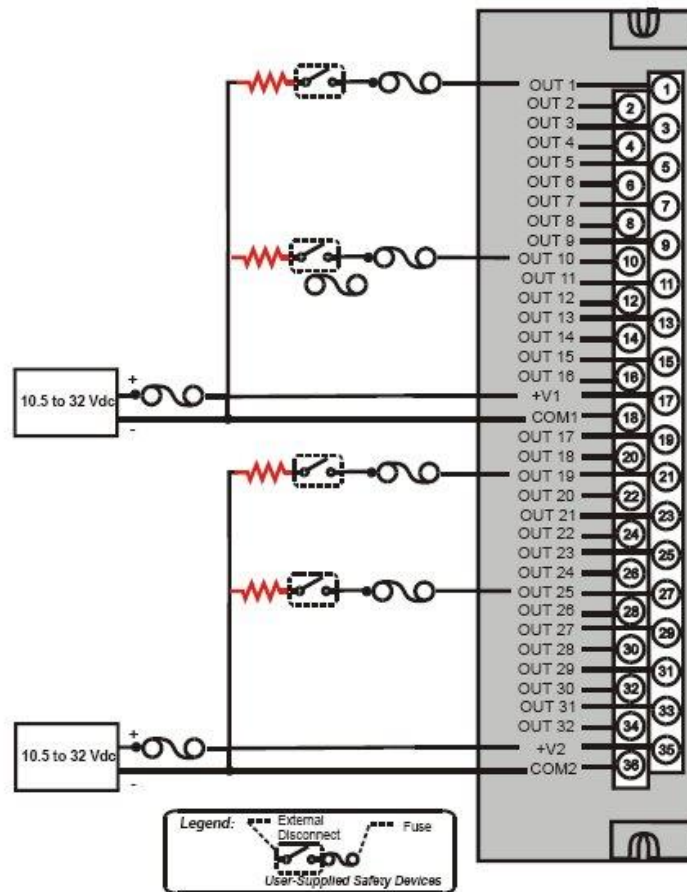 OUT 1
1
OUT 2
2
OUT 3
3
OUT 4
4
OUT 5
5
OUT 6
6
OUT 7
7
OUT 8
8
OUT 9
9
OUT 10
10
OUT 11
11
OUT 12
12
OUT 13
13
OUT 14
14
OUT 15
15
OUT 16
16
+
10.5 to 32 Vdc
-
+V1
17
COM1
18
OUT 17
19
OUT 18
20
OUT 19
21
OUT 20
22
OUT 21
23
OUT 22
24
OUT 23
25
OUT 24
26
OUT 25
27
OUT 26
28
OUT 27
29
OUT 28
30
OUT 29
31
OUT 30
32
OUT 31
33
OUT 32
34
+
10.5 to 32 Vdc
-
+V2
35
COM2
36
Legend:
External
Disconnect
Fuse
User-Supplied Safety Devices